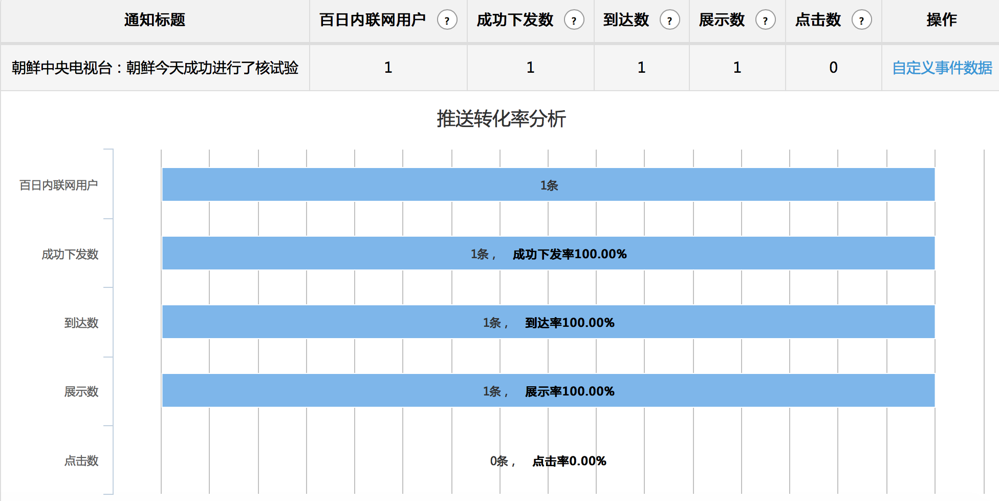 通知标题 百日内联网用户 ? 成功下发数 ? 到达数 ? 展示数 ? 点击数 ? 操作
朝鲜中央电视台：朝鲜今天成功进行了核试验 1 1 1 1 0 自定义事件数据
推送转化率分析
百日内联网用户 1条
成功下发数 1条， 成功下发率100.00%
到达数 1条， 到达率100.00%
展示数 1条， 展示率100.00%
点击数 0条， 点击率0.00%